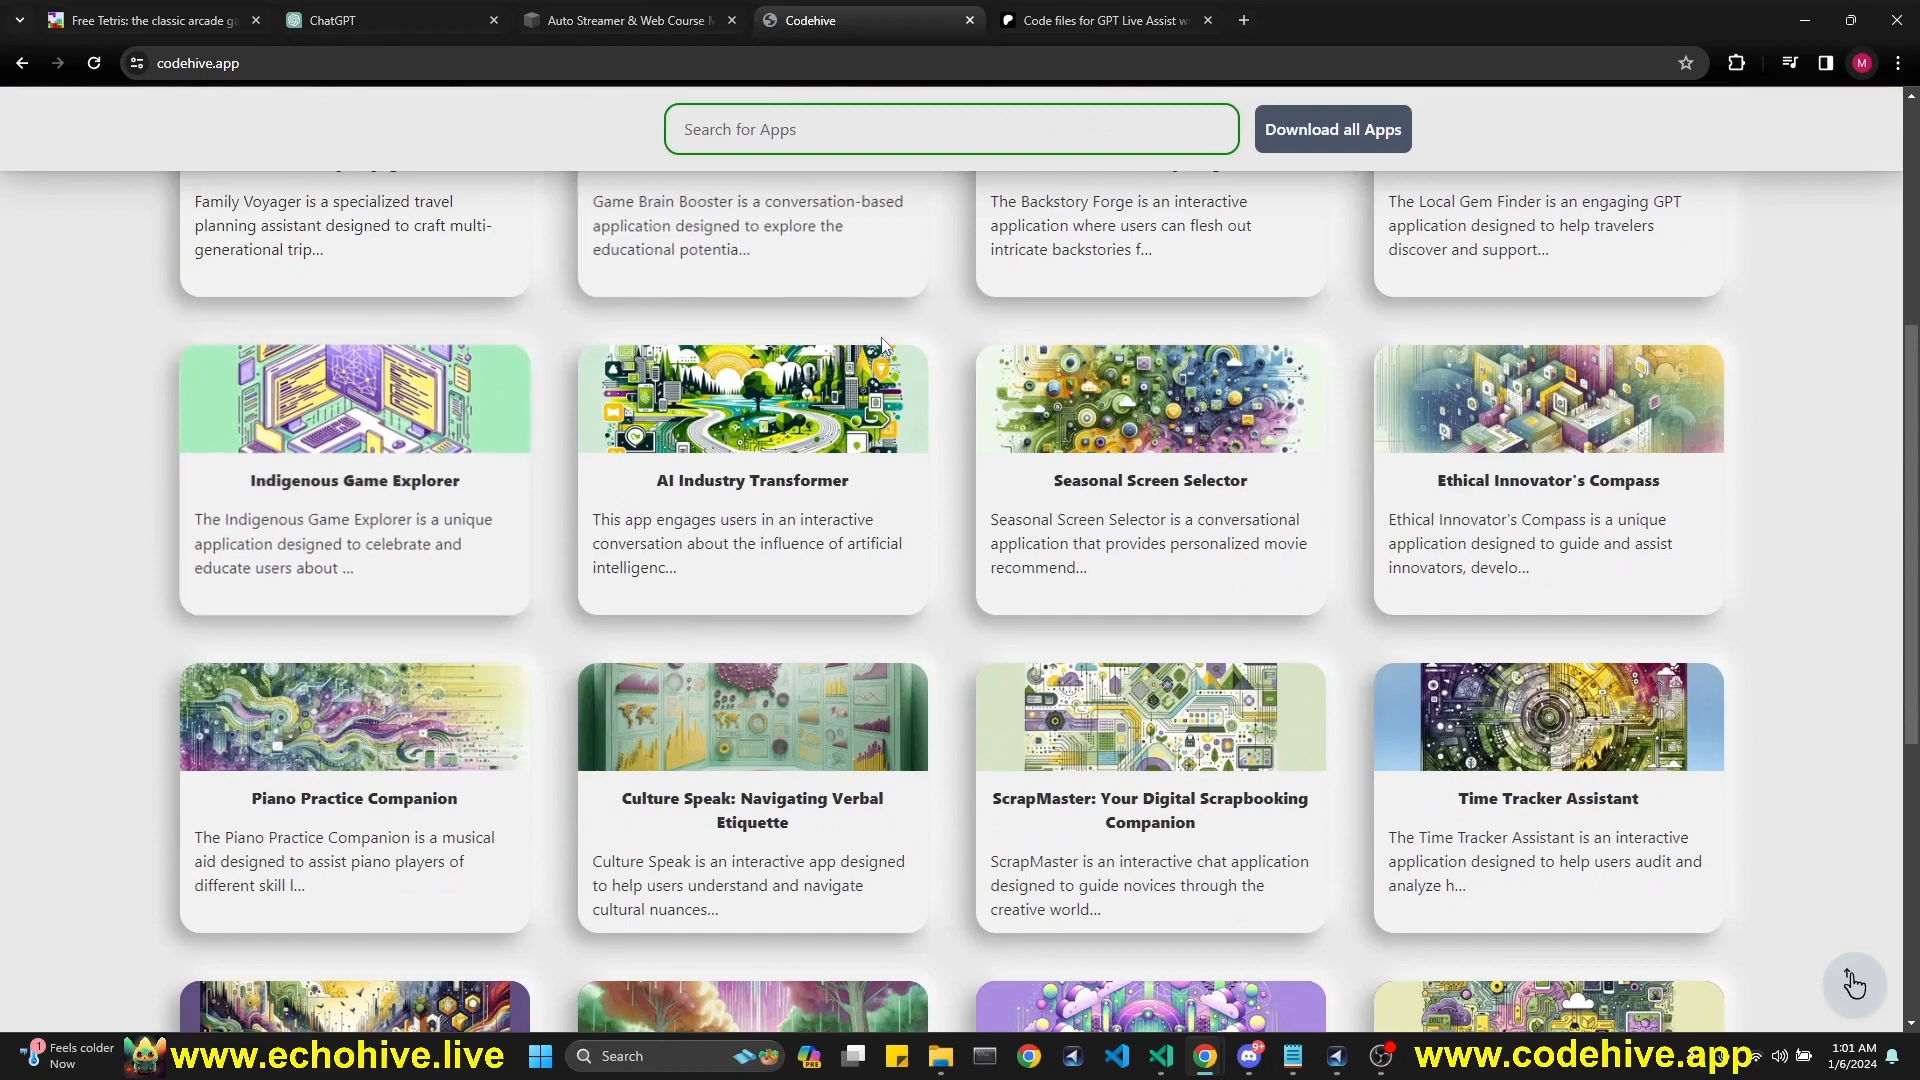 Free Tetris: the classic arcade ga
ChatGPT
Auto Streamer & Web Course M
Codehive
Code files for GPT Live Assist w
codehive.app
M
Search for Apps
Download all Apps
Family Voyager is a specialized travel
planning assistant designed to craft multi-
generational trip...
Game Brain Booster is a conversation-based
application designed to explore the
educational potentia...
The Backstory Forge is an interactive
application where users can flesh out
intricate backstories f...
The Local Gem Finder is an engaging GPT
application designed to help travelers
discover and support...
Indigenous Game Explorer
The Indigenous Game Explorer is a unique
application designed to celebrate and
educate users about ...
AI Industry Transformer
This app engages users in an interactive
conversation about the influence of artificial
intelligenc...
Seasonal Screen Selector
Seasonal Screen Selector is a conversational
application that provides personalized movie
recommend...
Ethical Innovator's Compass
Ethical Innovator's Compass is a unique
application designed to guide and assist
innovators, develo...
Piano Practice Companion
The Piano Practice Companion is a musical
aid designed to assist piano players of
different skill l...
Culture Speak: Navigating Verbal
Etiquette
Culture Speak is an interactive app designed
to help users understand and navigate
cultural nuances...
ScrapMaster: Your Digital Scrapbooking
Companion
ScrapMaster is an interactive chat application
designed to guide novices through the
creative world...
Time Tracker Assistant
The Time Tracker Assistant is an interactive
application designed to help users audit and
analyze h...
1
Feels colder
Now
www.echohive.live
Search
PRE
9+
www.codehive.app
1:01 AM
1/6/2024